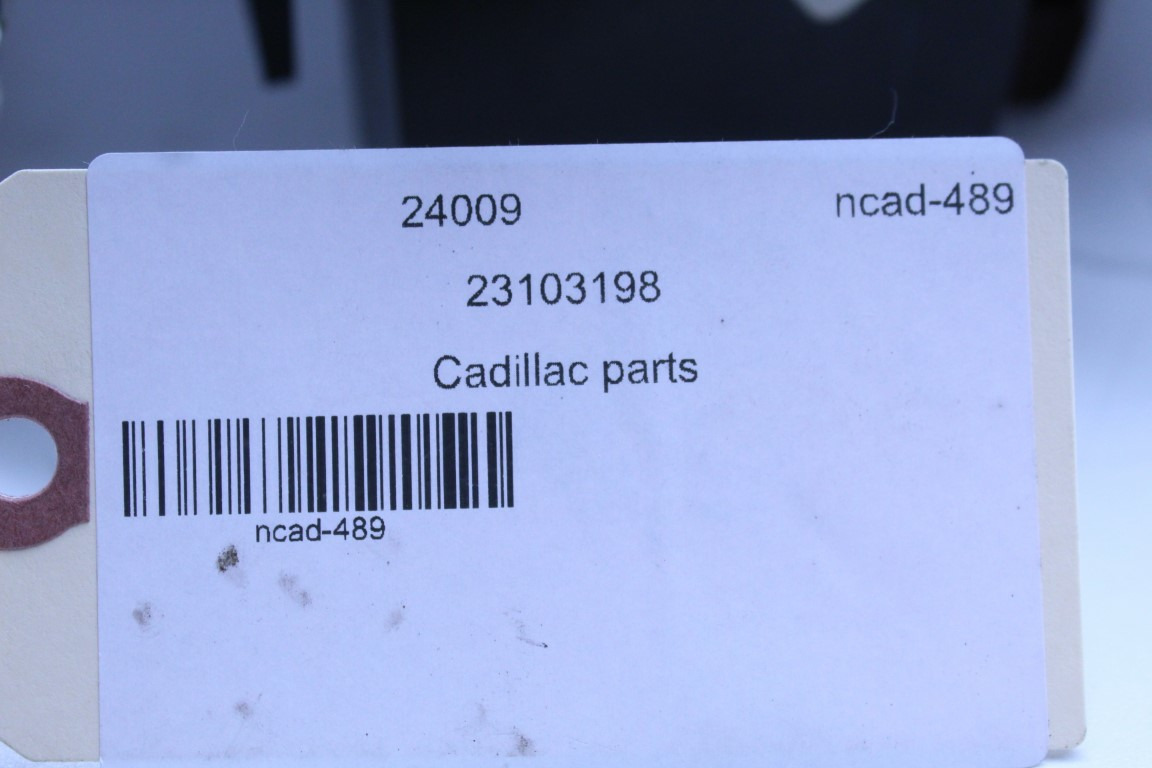 24009 ncad-489
23103198
Cadillac parts
ncad-489